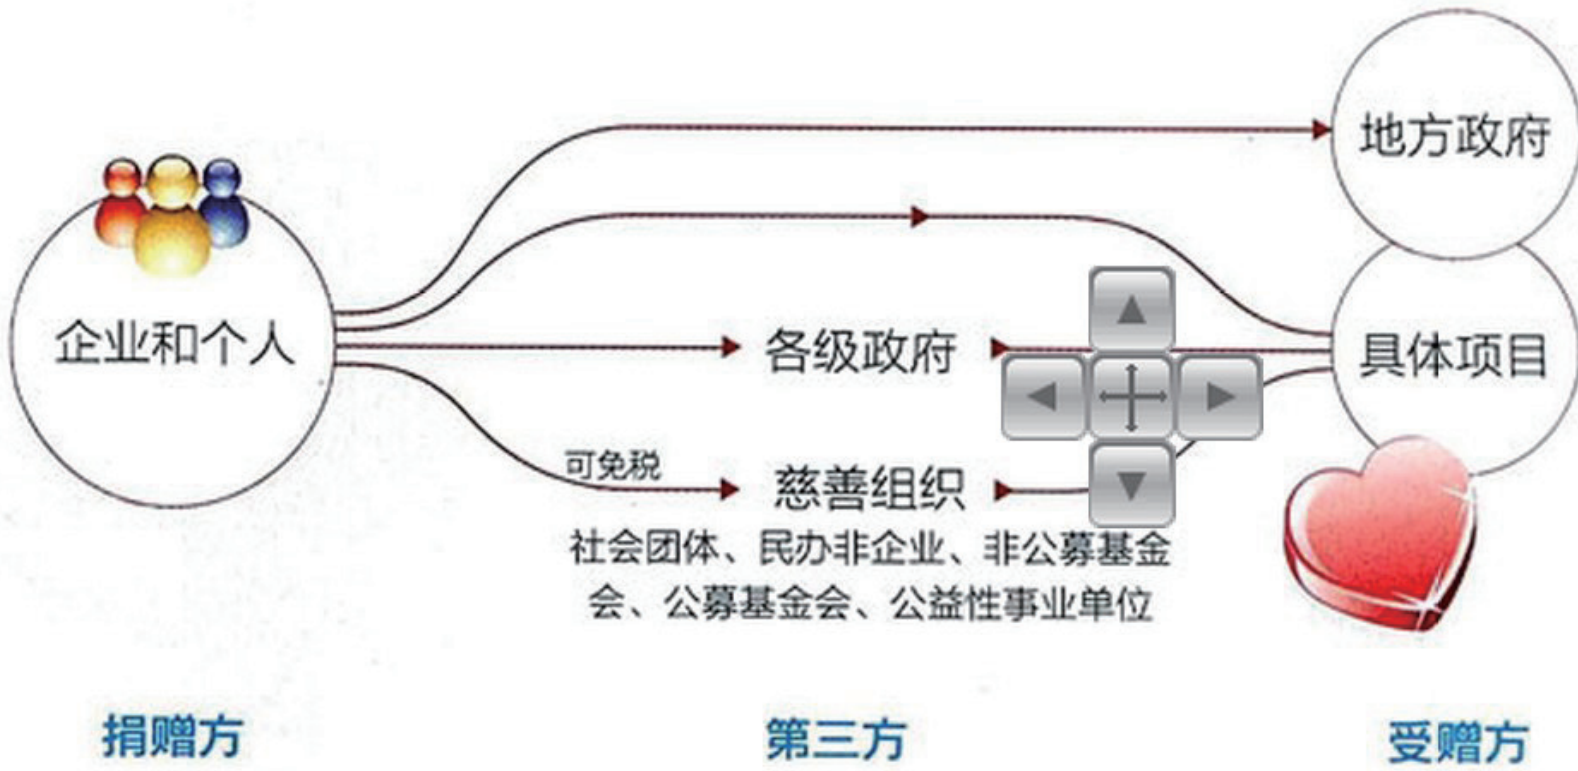 地方政府
企业和个人
各级政府
具体项目
可免税
慈善组织
社会团体、民办非企业、非公募基金
会、公募基金会、公益性事业单位
捐赠方
第三方
受赠方